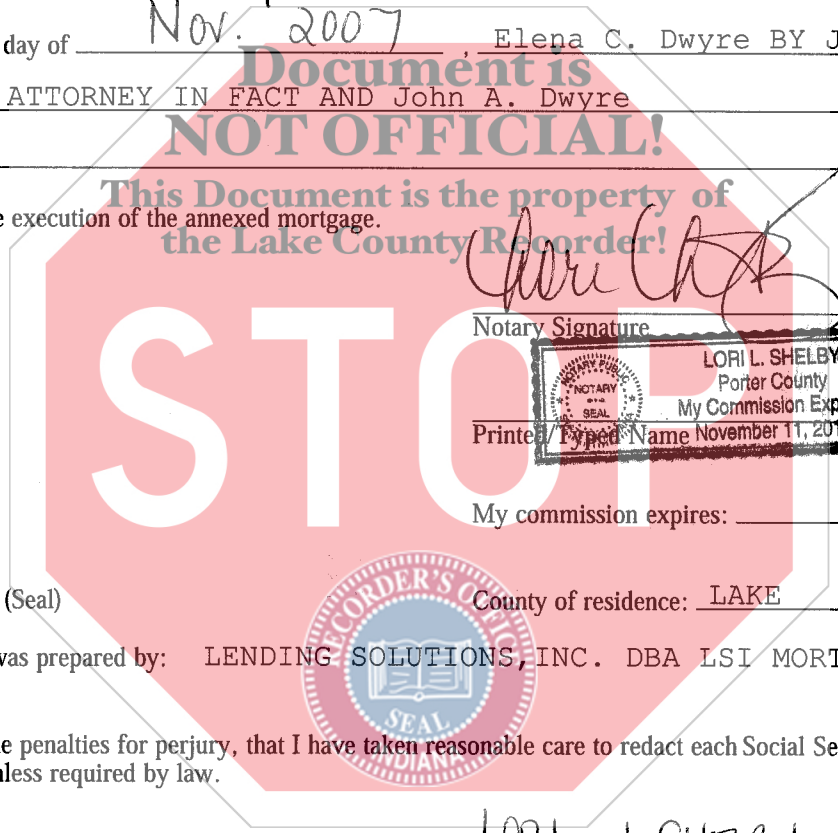 day of Nov. 2007, Elena C. Dwyre BY J
Document is
ATTORNEY IN FACT AND John A. Dwyre
NOT OFFICIAL!
This Document is the property of
e execution of the annexed mortgage.
the Lake County Recorder!
Notary Signature
STOP
LORI L. SHELBY
NOTARY PUBLIC
Porter County
NOTARY
My Commission Exp
SEAL
Printed/Typed Name
November 11, 201
My commission expires:
RECORDER'S OFFICE
(Seal)
County of residence: LAKE
was prepared by: LENDING SOLUTIONS, INC. DBA LSI MORT
SEAL
INDIANA
e penalties for perjury, that I have taken reasonable care to redact each Social Se
nless required by law.